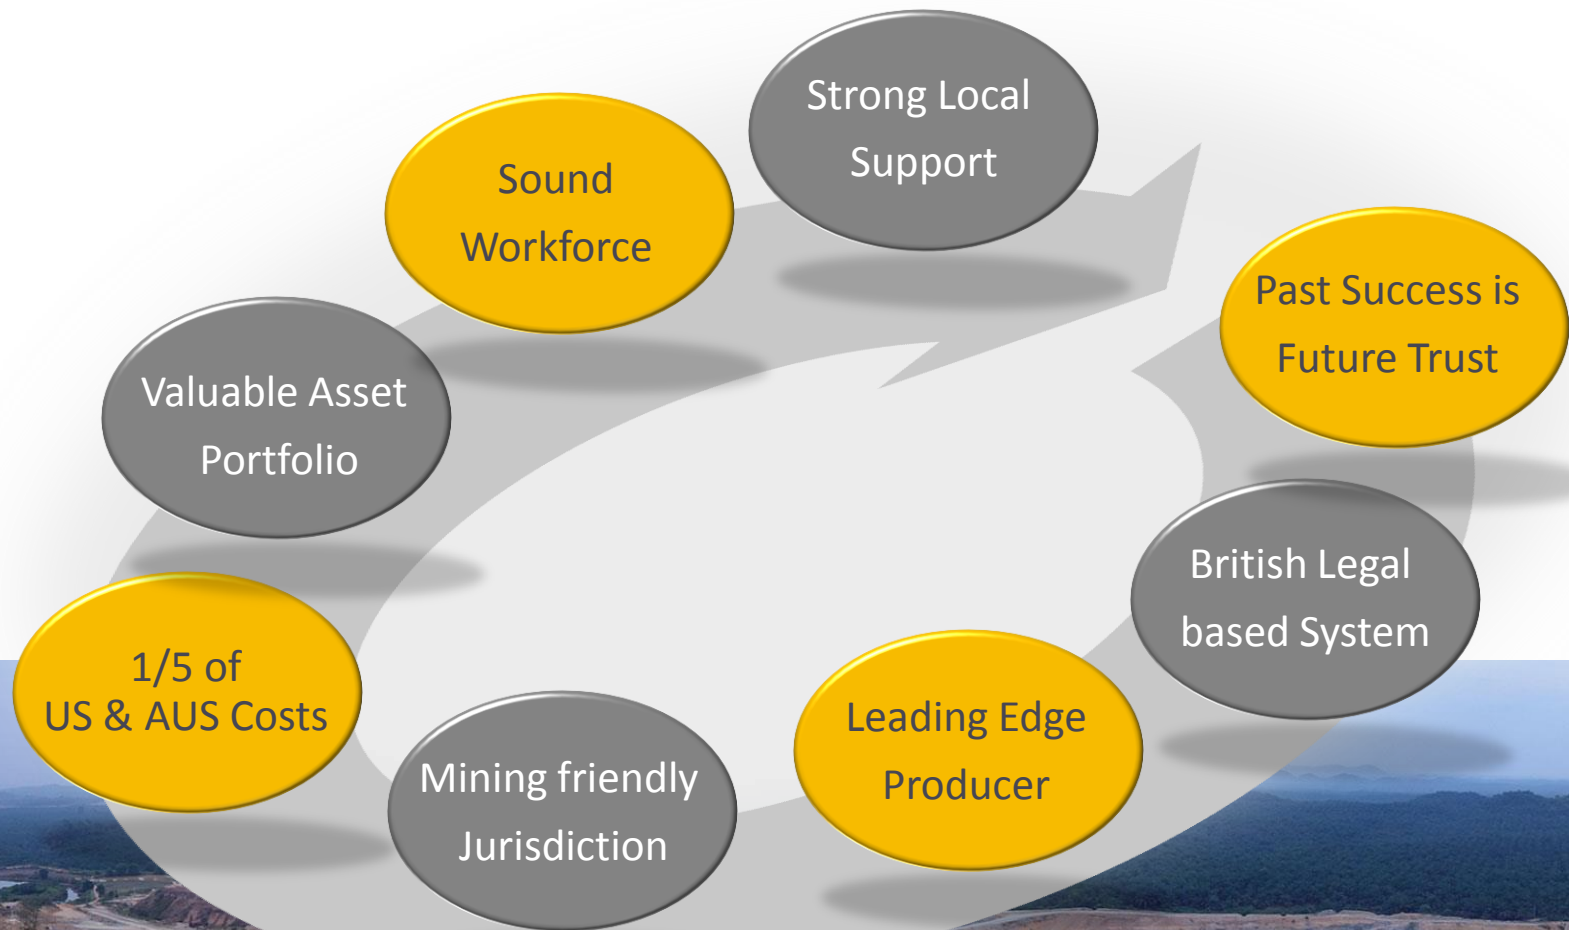 Strong Local
Support
Sound
Workforce
Past Success is
Future Trust
Valuable Asset
Portfolio
British Legal
based System
1/5 of
US & AUS Costs
Leading Edge
Producer
Mining friendly
Jurisdiction